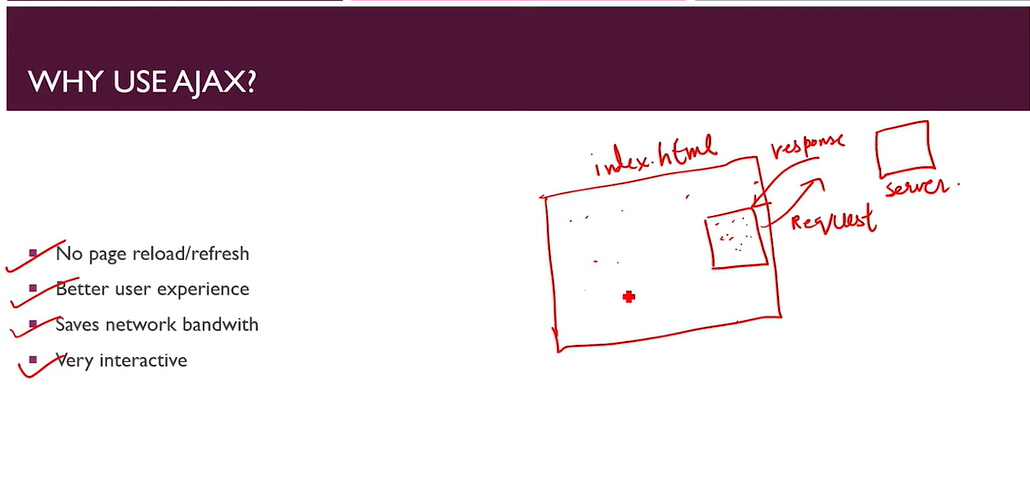 WHY USE AJAX?
index.html
response
server.
Request
No page reload/refresh
Better user experience
Saves network bandwith
Very interactive